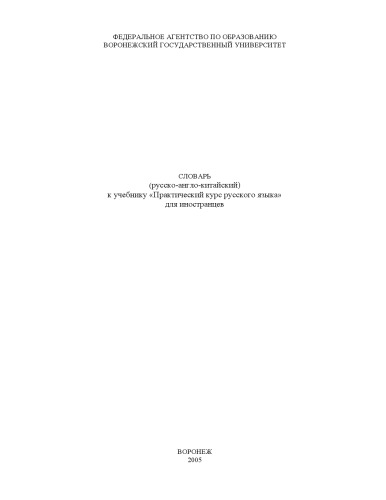 ФЕДЕРАЛЬНОЕ АГЕНТСТВО ПО ОБРАЗОВАНИЮ
ВОРОНЕЖСКИЙ ГОСУДАРСТВЕННЫЙ УНИВЕРСИТЕТ
СЛОВАРЬ
(русско-англо-китайский)
к учебнику «Практический курс русского языка»
для иностранцев
ВОРОНЕЖ
2005